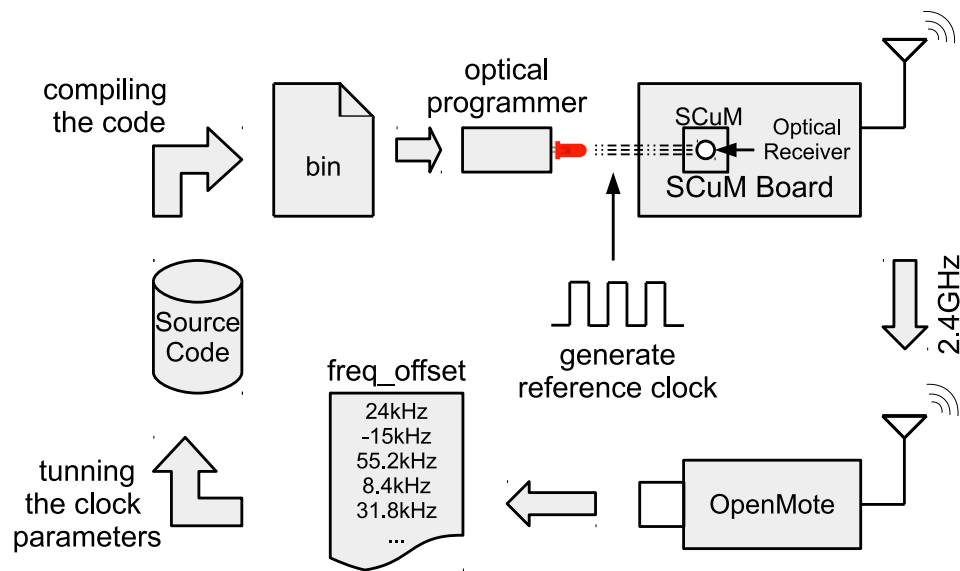 compiling
the code
bin
optical
programmer
SCuM
Optical
Receiver
SCuM Board
2.4GHz
generate
reference clock
Source
Code
freq_offset
24kHz
-15kHz
55.2kHz
8.4kHz
31.8kHz
...
tunning
the clock
parameters
OpenMote